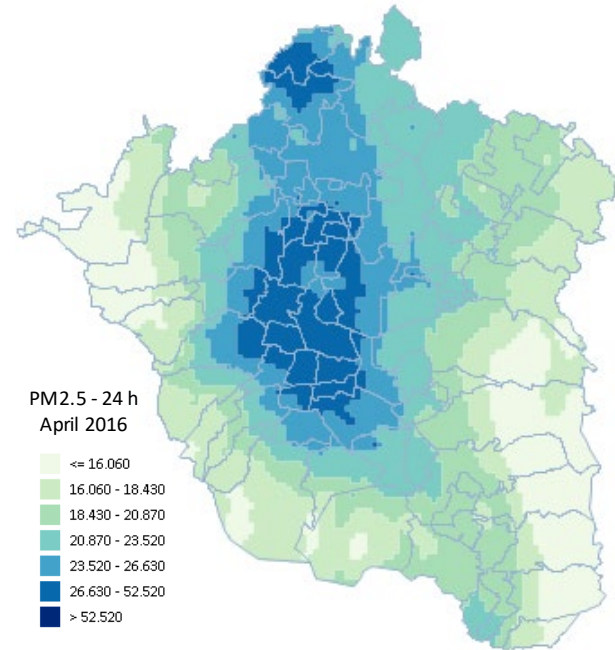 PM2.5 - 24 h
April 2016
<= 16.060
16.060 - 18.430
18.430 - 20.870
20.870 - 23.520
23.520 - 26.630
26.630 - 52.520
> 52.520